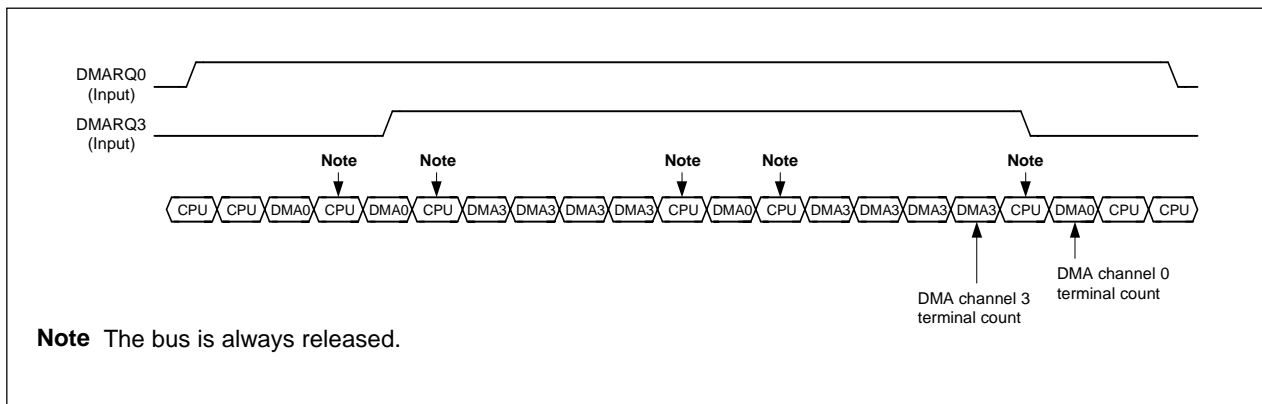 DMARQ0
(Input)
DMARQ3
(Input)
Note Note Note Note Note
CPU CPU DMA0 CPU DMA0 CPU DMA3 DMA3 DMA3 DMA3 CPU DMA0 CPU DMA3 DMA3 DMA3 DMA3 CPU DMA0 CPU CPU
DMA channel 3
terminal count
DMA channel 0
terminal count
Note The bus is always released.